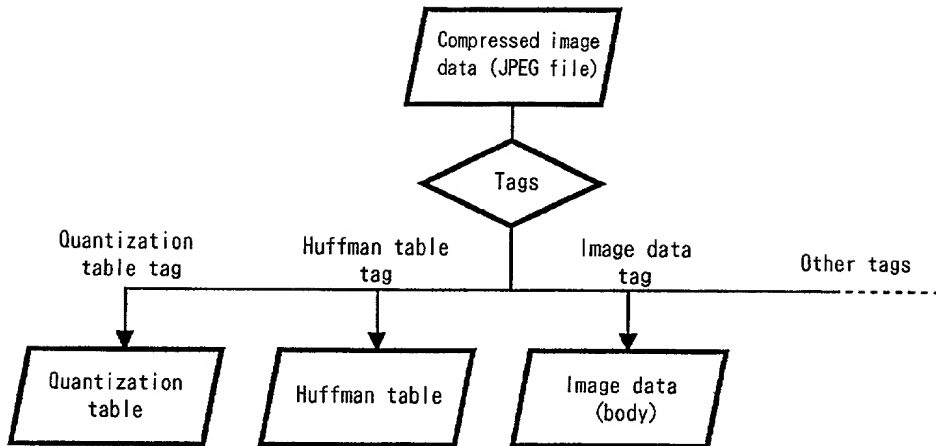 Compressed image
data (JPEG file)
Tags
Quantization
table tag
Huffman table
tag
Image data
tag
Other tags
Quantization
table
Huffman table
Image data
(body)